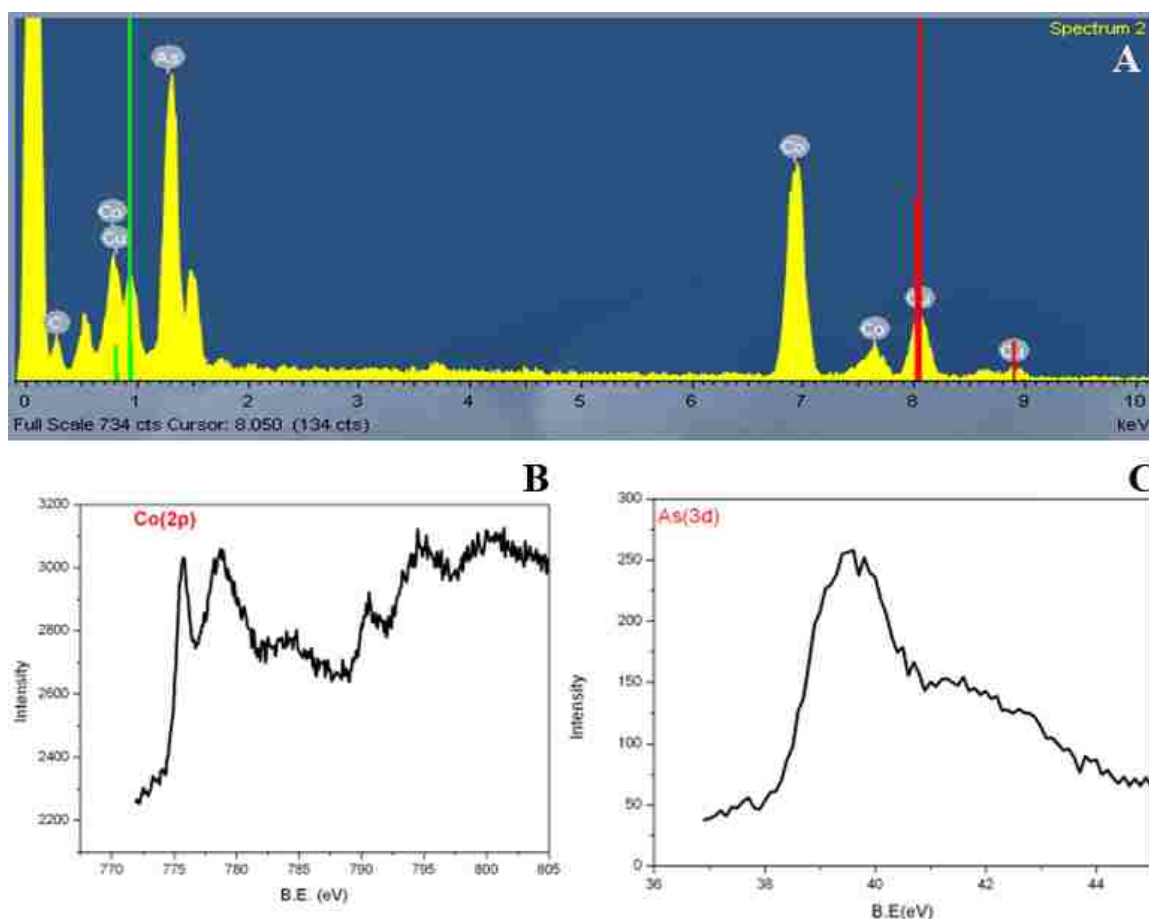 Spectrum 2
A
As
Co
Co
Cu
C
Co
Cu
Cu
0 1 2 3 4 5 6 7 8 9 10
Full Scale 734 cts Cursor: 8.050 (134 cts) keV
B
Co(2p)
3200
3000
2800
2600
2400
2200
Intensity
770 775 780 785 790 795 800 805
B.E. (eV)
C
As(3d)
300
250
200
150
100
50
0
Intensity
36 38 40 42 44
B.E(eV)